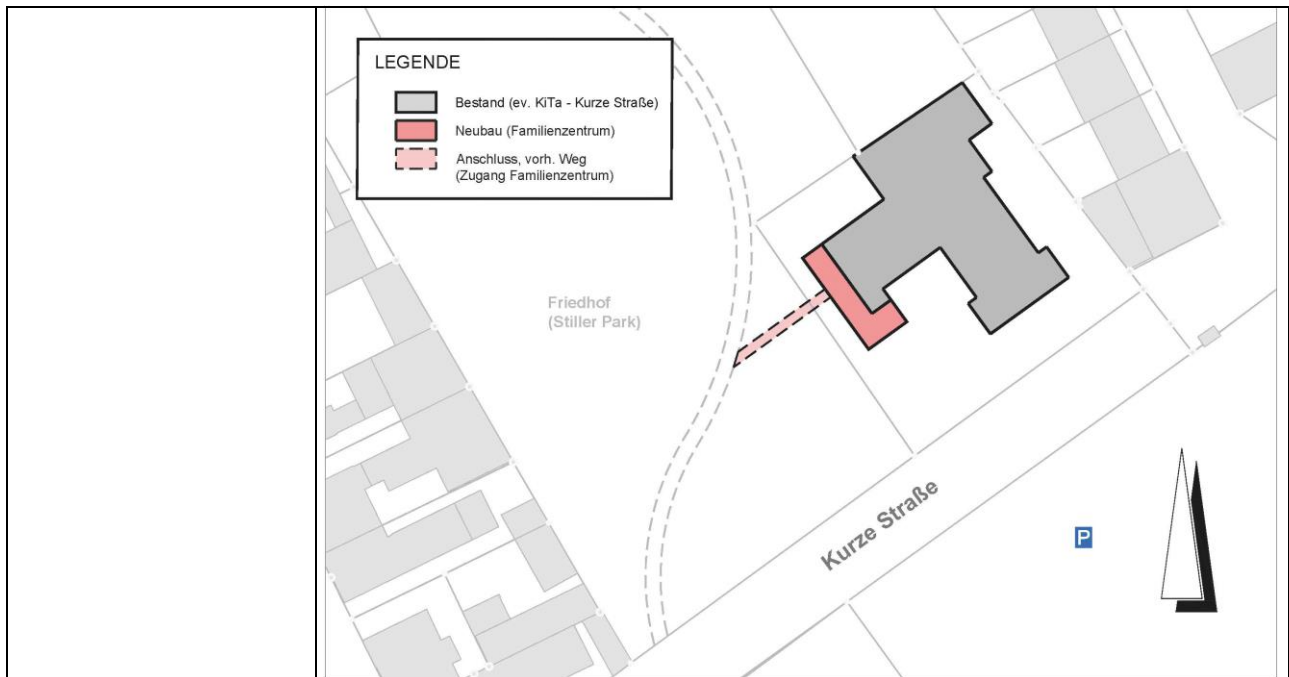 LEGENDE
Bestand (ev. KiTa - Kurze Straße)
Neubau (Familienzentrum)
Anschluss, vorh. Weg
(Zugang Familienzentrum)
Friedhof
(Stiller Park)
Kurze Straße
P